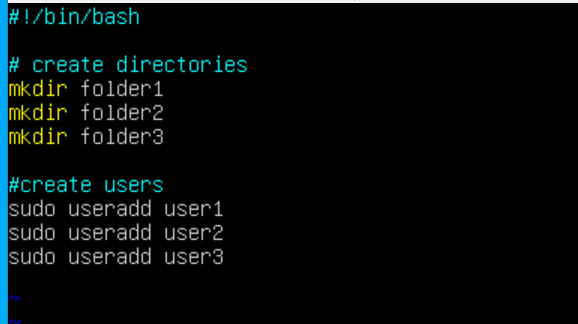 #!/bin/bash
# create directories
mkdir folder1
mkdir folder2
mkdir folder3
#create users
sudo useradd user1
sudo useradd user2
sudo useradd user3
~
~